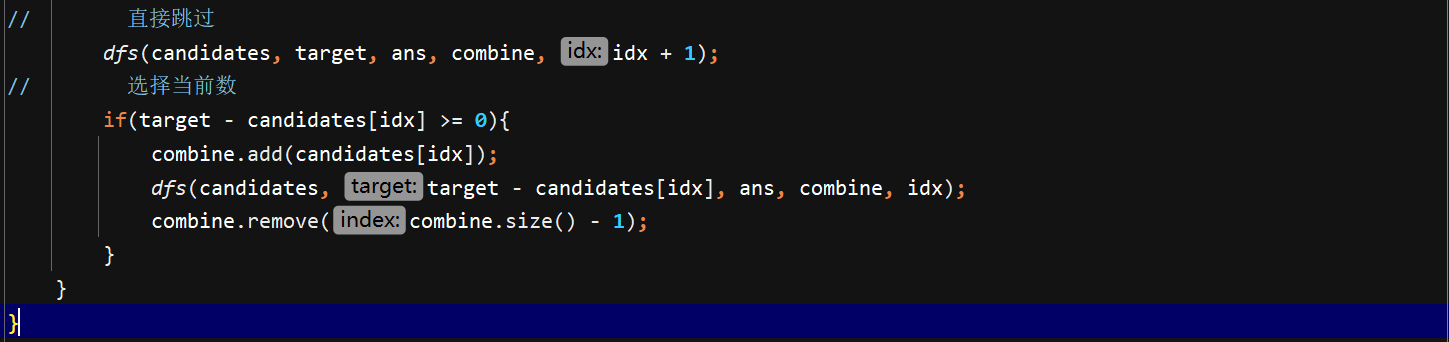 //        直接跳过
        dfs(candidates, target, ans, combine, idx: idx + 1);
//        选择当前数
        if(target - candidates[idx] >= 0){
            combine.add(candidates[idx]);
            dfs(candidates, target: target - candidates[idx], ans, combine, idx);
            combine.remove( index: combine.size() - 1);
        }
    }
}